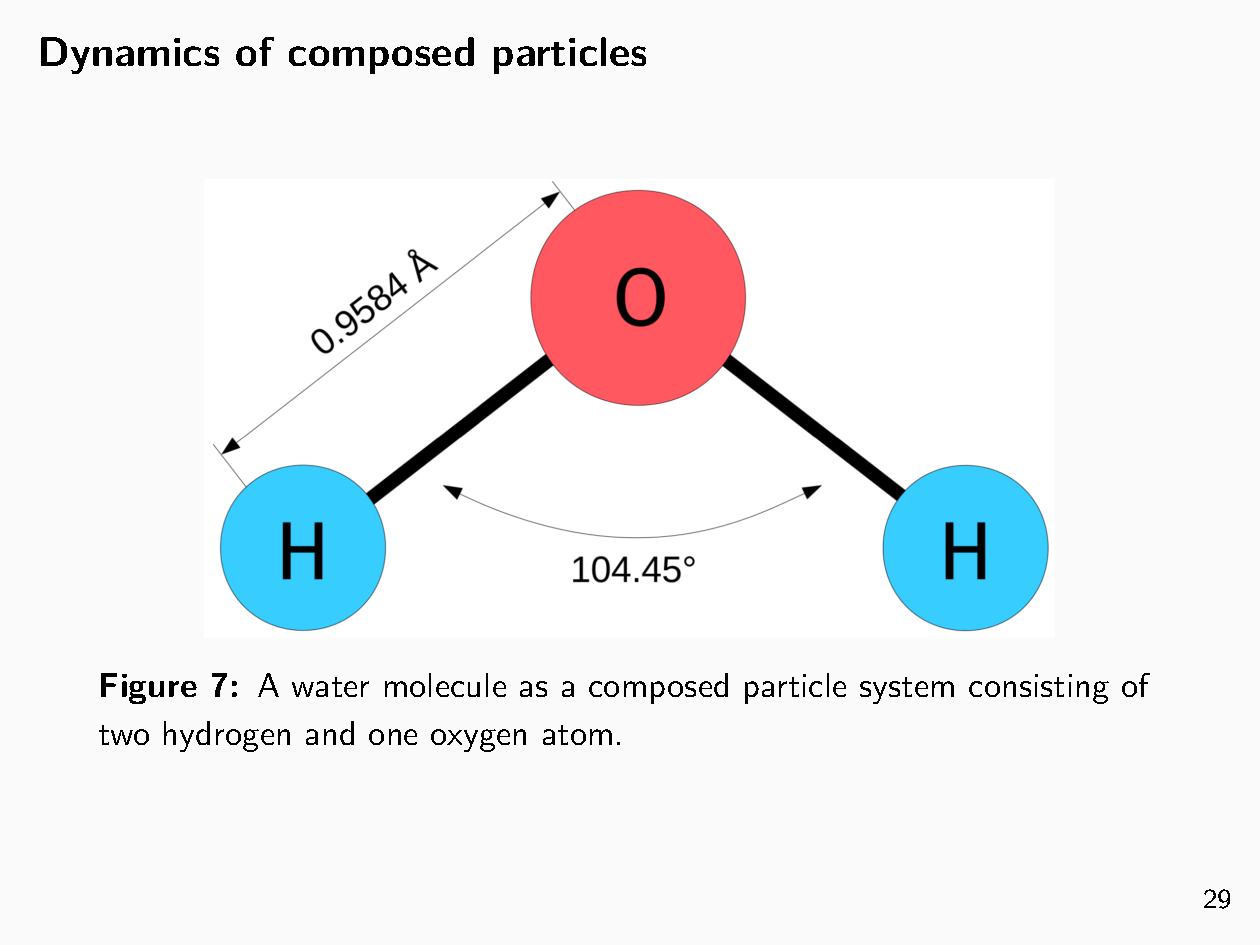 Dynamics of composed particles
0.9584 Å
O
H
H
104.45°
Figure 7: A water molecule as a composed particle system consisting of
two hydrogen and one oxygen atom.
29